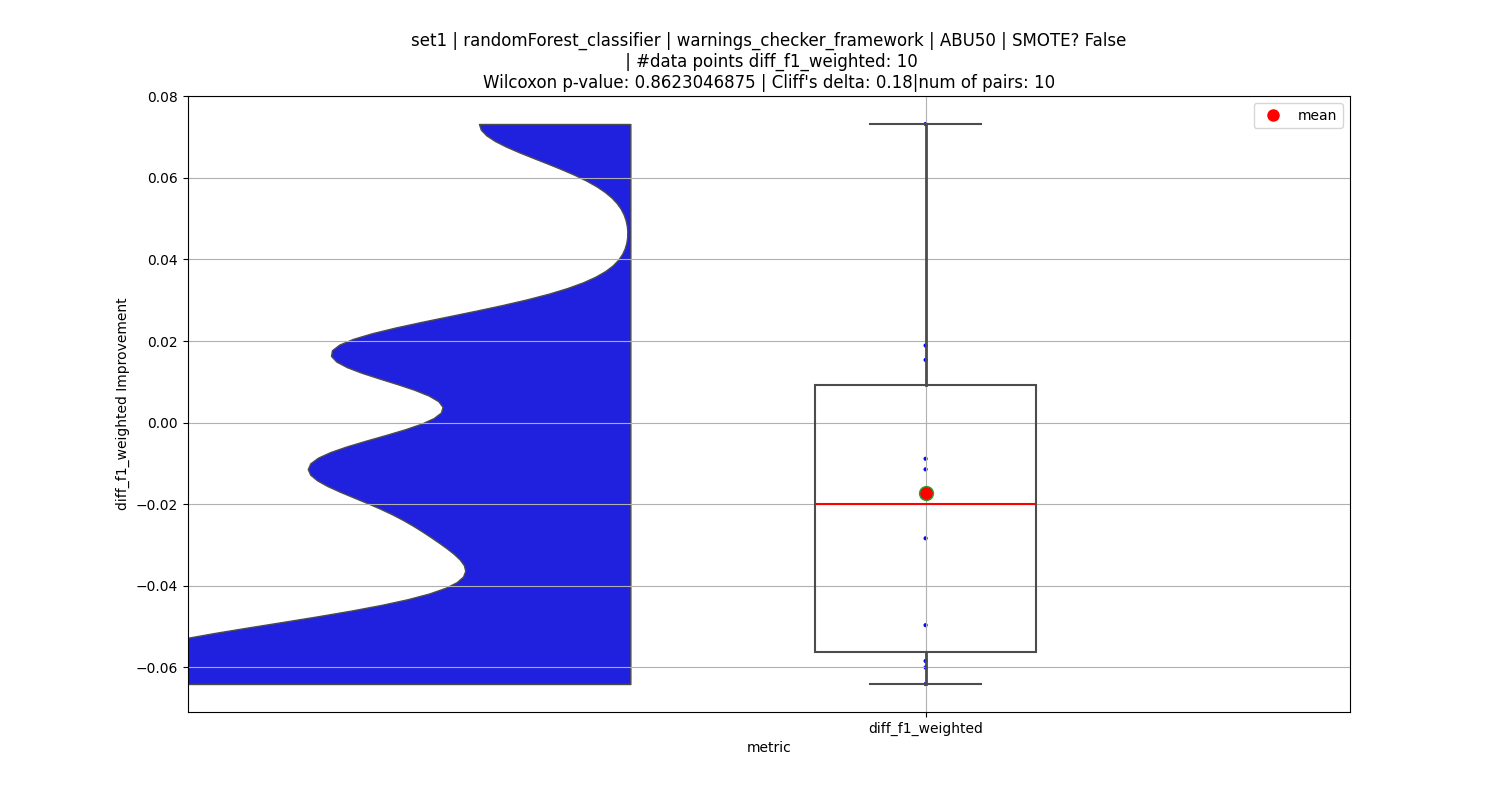 set1 | randomForest_classifier | warnings_checker_framework | ABU50 | SMOTE? False
| #data points diff_f1_weighted: 10
Wilcoxon p-value: 0.8623046875 | Cliff's delta: 0.18|num of pairs: 10
mean
0.08
0.06
0.04
0.02
0.00
−0.02
−0.04
−0.06
diff_f1_weighted Improvement
diff_f1_weighted
metric